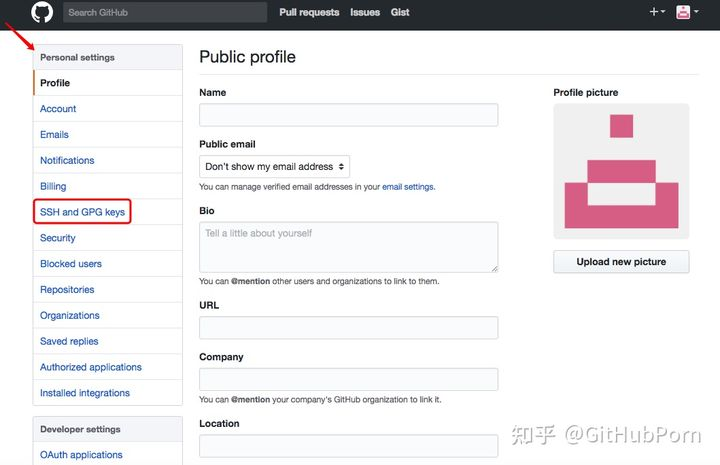 Search GitHub
Pull requests Issues Gist
Personal settings
Profile
Account
Emails
Notifications
Billing
SSH and GPG keys
Security
Blocked users
Repositories
Organizations
Saved replies
Authorized applications
Installed integrations
Developer settings
OAuth applications
Public profile
Name
Public email
Don't show my email address
You can manage verified email addresses in your email settings.
Bio
Tell a little about yourself
You can @mention other users and organizations to link to them.
URL
Company
You can @mention your company's GitHub organization to link it.
Location
Profile picture
Upload new picture
知乎 @GitHubPorn